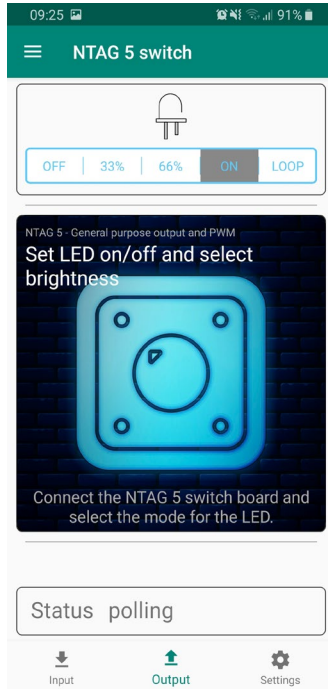 09:25 91%
NTAG 5 switch
OFF 33% 66% ON LOOP
NTAG 5 - General purpose output and PWM
Set LED on/off and select
brightness
Connect the NTAG 5 switch board and
select the mode for the LED.
Status polling
Input Output Settings